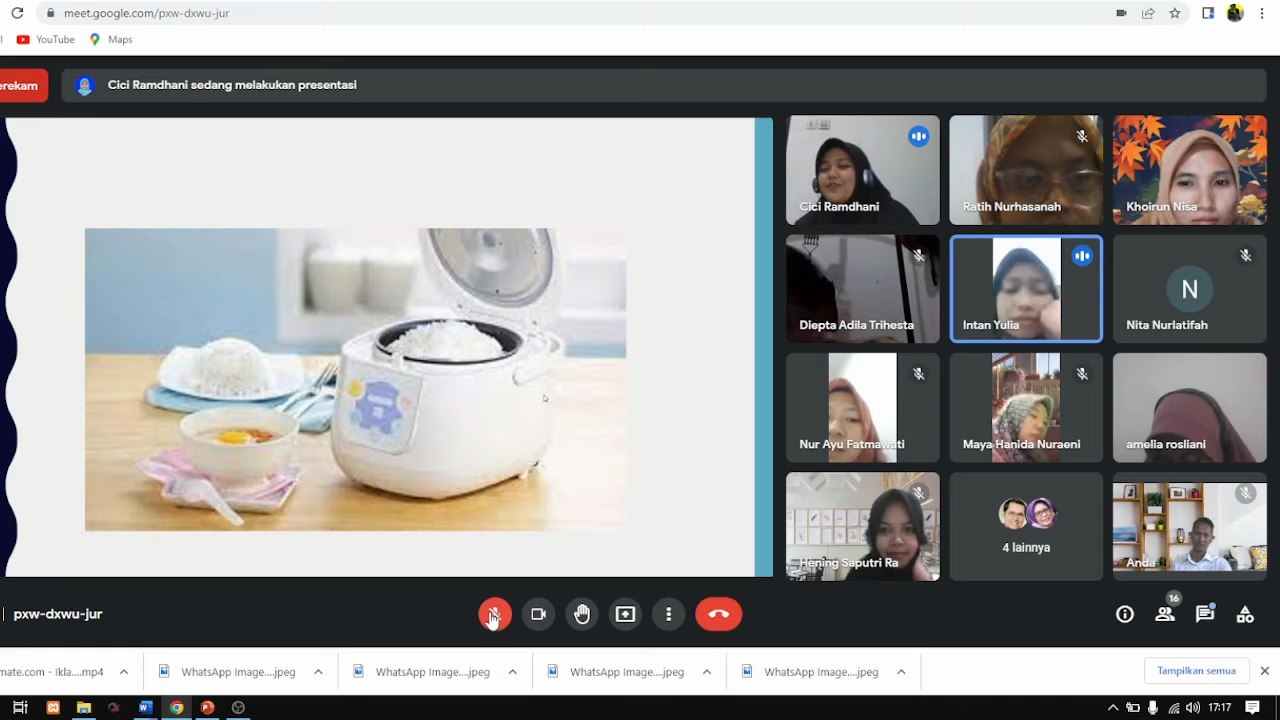 meet.google.com/pxw-dxwu-jur
YouTube
Maps
erekam
Cici Ramdhani sedang melakukan presentasi
Cici Ramdhani
Ratih Nurhasanah
Khoirun Nisa
Diepta Adila Trihesta
Intan Yulia
N
Nita Nurlatifah
Nur Ayu Fatmawati
Maya Hanida Nuraeni
amelia rosliani
Hening Saputri Ra
4 lainnya
Anda
pxw-dxwu-jur
16
mate.com - Ikla....mp4
WhatsApp Image....jpeg
WhatsApp Image....jpeg
WhatsApp Image....jpeg
WhatsApp Image....jpeg
Tampilkan semua
17:17